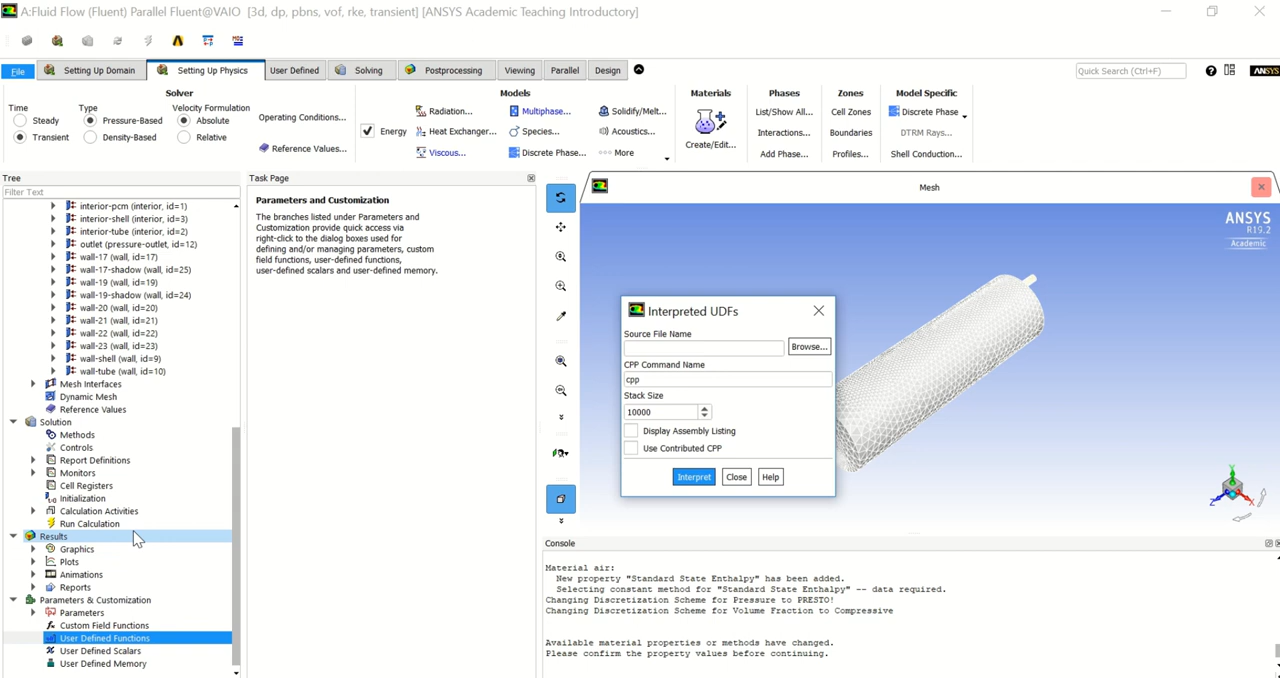 A:Fluid Flow (Fluent) Parallel Fluent@VAIO [3d, dp, pbns, vof, rke, transient] [ANSYS Academic Teaching Introductory]
File
Setting Up Domain
Setting Up Physics
User Defined
Solving
Postprocessing
Viewing
Parallel
Design
Quick Search (Ctrl+F)
ANSYS
Solver
Time
Type
Velocity Formulation
Steady
Pressure-Based
Absolute
Operating Conditions...
Transient
Density-Based
Relative
Reference Values...
Models
Energy
Radiation...
Multiphase...
Solidify/Melt...
Heat Exchanger...
Species...
Acoustics...
Viscous...
Discrete Phase...
More
Materials
Create/Edit...
Phases
List/Show All...
Interactions...
Add Phase...
Zones
Cell Zones
Boundaries
Profiles...
Model Specific
Discrete Phase
DTRM Rays...
Shell Conduction...
Tree
Filter Text
interior-pcm (interior, id=1)
interior-shell (interior, id=3)
interior-tube (interior, id=2)
outlet (pressure-outlet, id=12)
wall-17 (wall, id=17)
wall-17-shadow (wall, id=25)
wall-19 (wall, id=19)
wall-19-shadow (wall, id=24)
wall-20 (wall, id=20)
wall-21 (wall, id=21)
wall-22 (wall, id=22)
wall-23 (wall, id=23)
wall-shell (wall, id=9)
wall-tube (wall, id=10)
Mesh Interfaces
Dynamic Mesh
Reference Values
Solution
Methods
Controls
Report Definitions
Monitors
Cell Registers
Initialization
Calculation Activities
Run Calculation
Results
Graphics
Plots
Animations
Reports
Parameters & Customization
Parameters
Custom Field Functions
User Defined Functions
User Defined Scalars
User Defined Memory
Task Page
Parameters and Customization
The branches listed under Parameters and
Customization provide quick access via
right-click to the dialog boxes used for
defining and/or managing parameters, custom
field functions, user-defined functions,
user-defined scalars and user-defined memory.
Mesh
ANSYS
R19.2
Academic
Interpreted UDFs
Source File Name
Browse...
CPP Command Name
cpp
Stack Size
10000
Display Assembly Listing
Use Contributed CPP
Interpret
Close
Help
Y
Z
X
Console
Material air:
New property "Standard State Enthalpy" has been added.
Selecting constant method for "Standard State Enthalpy" -- data required.
Changing Discretization Scheme for Pressure to PRESTO!
Changing Discretization Scheme for Volume Fraction to Compressive
Available material properties or methods have changed.
Please confirm the property values before continuing.